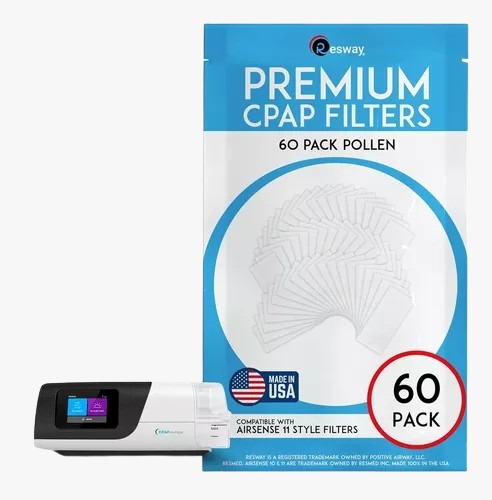 Resway
PREMIUM
CPAP FILTERS
60 PACK POLLEN
MADE IN
USA
60
PACK
COMPATIBLE WITH
AIRSENSE 11 STYLE FILTERS
RESWAY IS A REGISTERED TRADEMARK OWNED BY POSITIVE AIRWAY, LLC.
RESMED, AIRSENSE 10 & 11 ARE TRADEMARK OWNED BY RESMED INC. MADE 100% IN THE USA